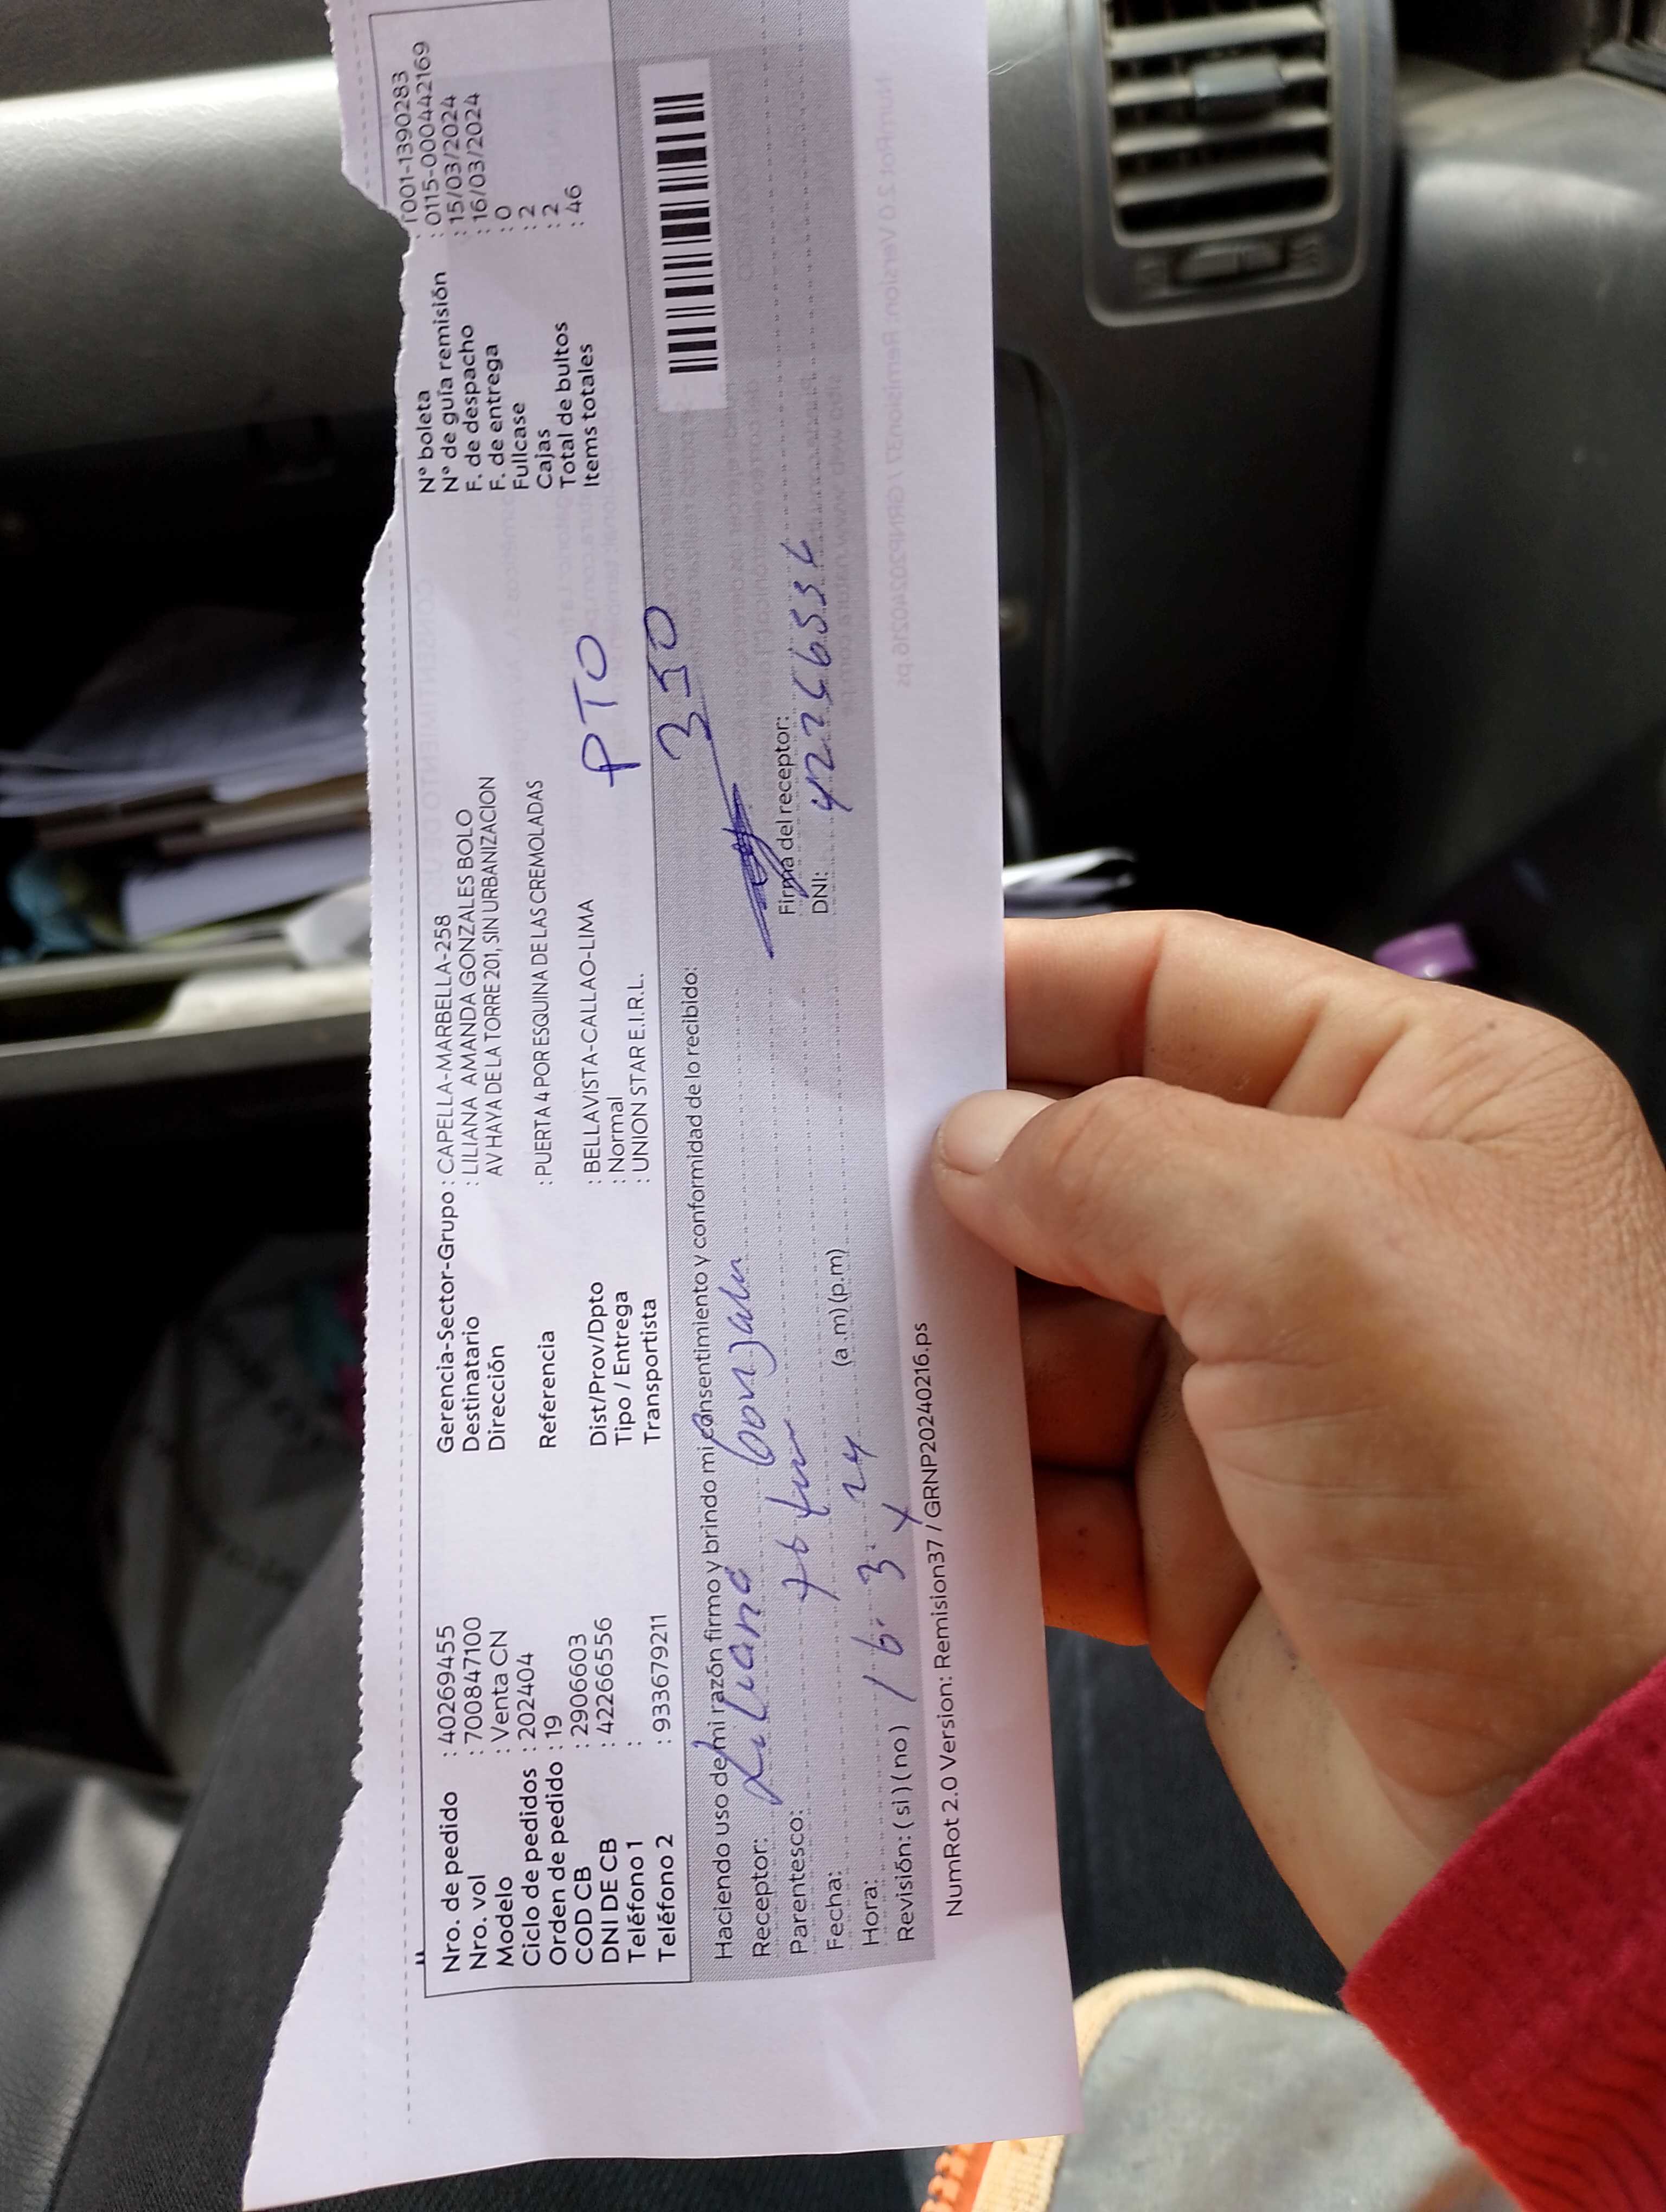 Nro. de pedido : 40269455
Nro. vol : 700847100
Modelo : Venta CN
Ciclo de pedidos : 202404
Orden de pedido : 19
COD CB : 2906603
DNI DE CB : 42266556
Teléfono 1 :
Teléfono 2 : 933679211
Gerencia-Sector-Grupo : CAPELLA-MARBELLA-258
Destinatario : LILIANA AMANDA GONZALES BOLO
Dirección AV HAYA DE LA TORRE 201, SIN URBANIZACION
Referencia : PUERTA 4 POR ESQUINA DE LAS CREMOLADAS
Dist/Prov/Dpto : BELLAVISTA-CALLAO-LIMA
Tipo / Entrega : Normal
Transportista : UNION STAR E.I.R.L.
N° boleta : T001-1390283
N° de guía remisión : 0115-000442169
F. de despacho : 15/03/2024
F. de entrega : 16/03/2024
Fullcase : 0
Cajas : 2
Total de bultos : 2
Items totales : 46
PTO
330
Haciendo uso de mi razón firmo y brindo mi consentimiento y conformidad de lo recibido:
Receptor: Liliana
Parentesco:
Fecha: 16. 3. 24
Hora: (a .m) (p.m)
Revisión: ( si ) ( no )
Firma del receptor:
DNI:
NumRot 2.0 Version: Remision37 / GRNP20240216.ps